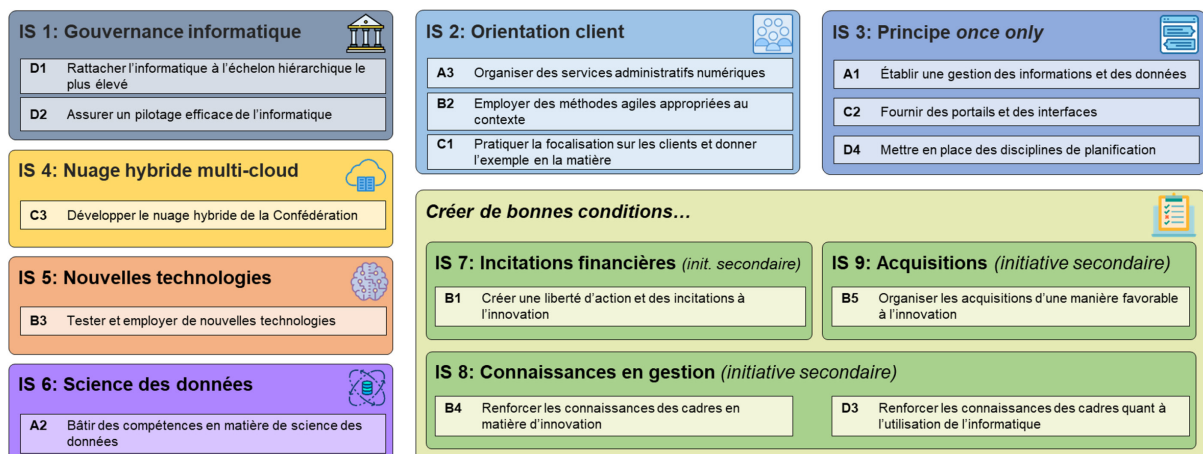 IS 1: Gouvernance informatique
D1 Rattacher l'informatique à l'échelon hiérarchique le
plus élevé
D2 Assurer un pilotage efficace de l'informatique
IS 2: Orientation client
A3 Organiser des services administratifs numériques
B2 Employer des méthodes agiles appropriées au
contexte
C1 Pratiquer la focalisation sur les clients et donner
l'exemple en la matière
IS 3: Principe once only
A1 Établir une gestion des informations et des données
C2 Fournir des portails et des interfaces
D4 Mettre en place des disciplines de planification
IS 4: Nuage hybride multi-cloud
C3 Développer le nuage hybride de la Confédération
IS 5: Nouvelles technologies
B3 Tester et employer de nouvelles technologies
IS 6: Science des données
A2 Bâtir des compétences en matière de science des
données
Créer de bonnes conditions…
IS 7: Incitations financières (init. secondaire)
B1 Créer une liberté d'action et des incitations à
l'innovation
IS 9: Acquisitions (initiative secondaire)
B5 Organiser les acquisitions d'une manière favorable
à l'innovation
IS 8: Connaissances en gestion (initiative secondaire)
B4 Renforcer les connaissances des cadres en
matière d'innovation
D3 Renforcer les connaissances des cadres quant à
l'utilisation de l'informatique